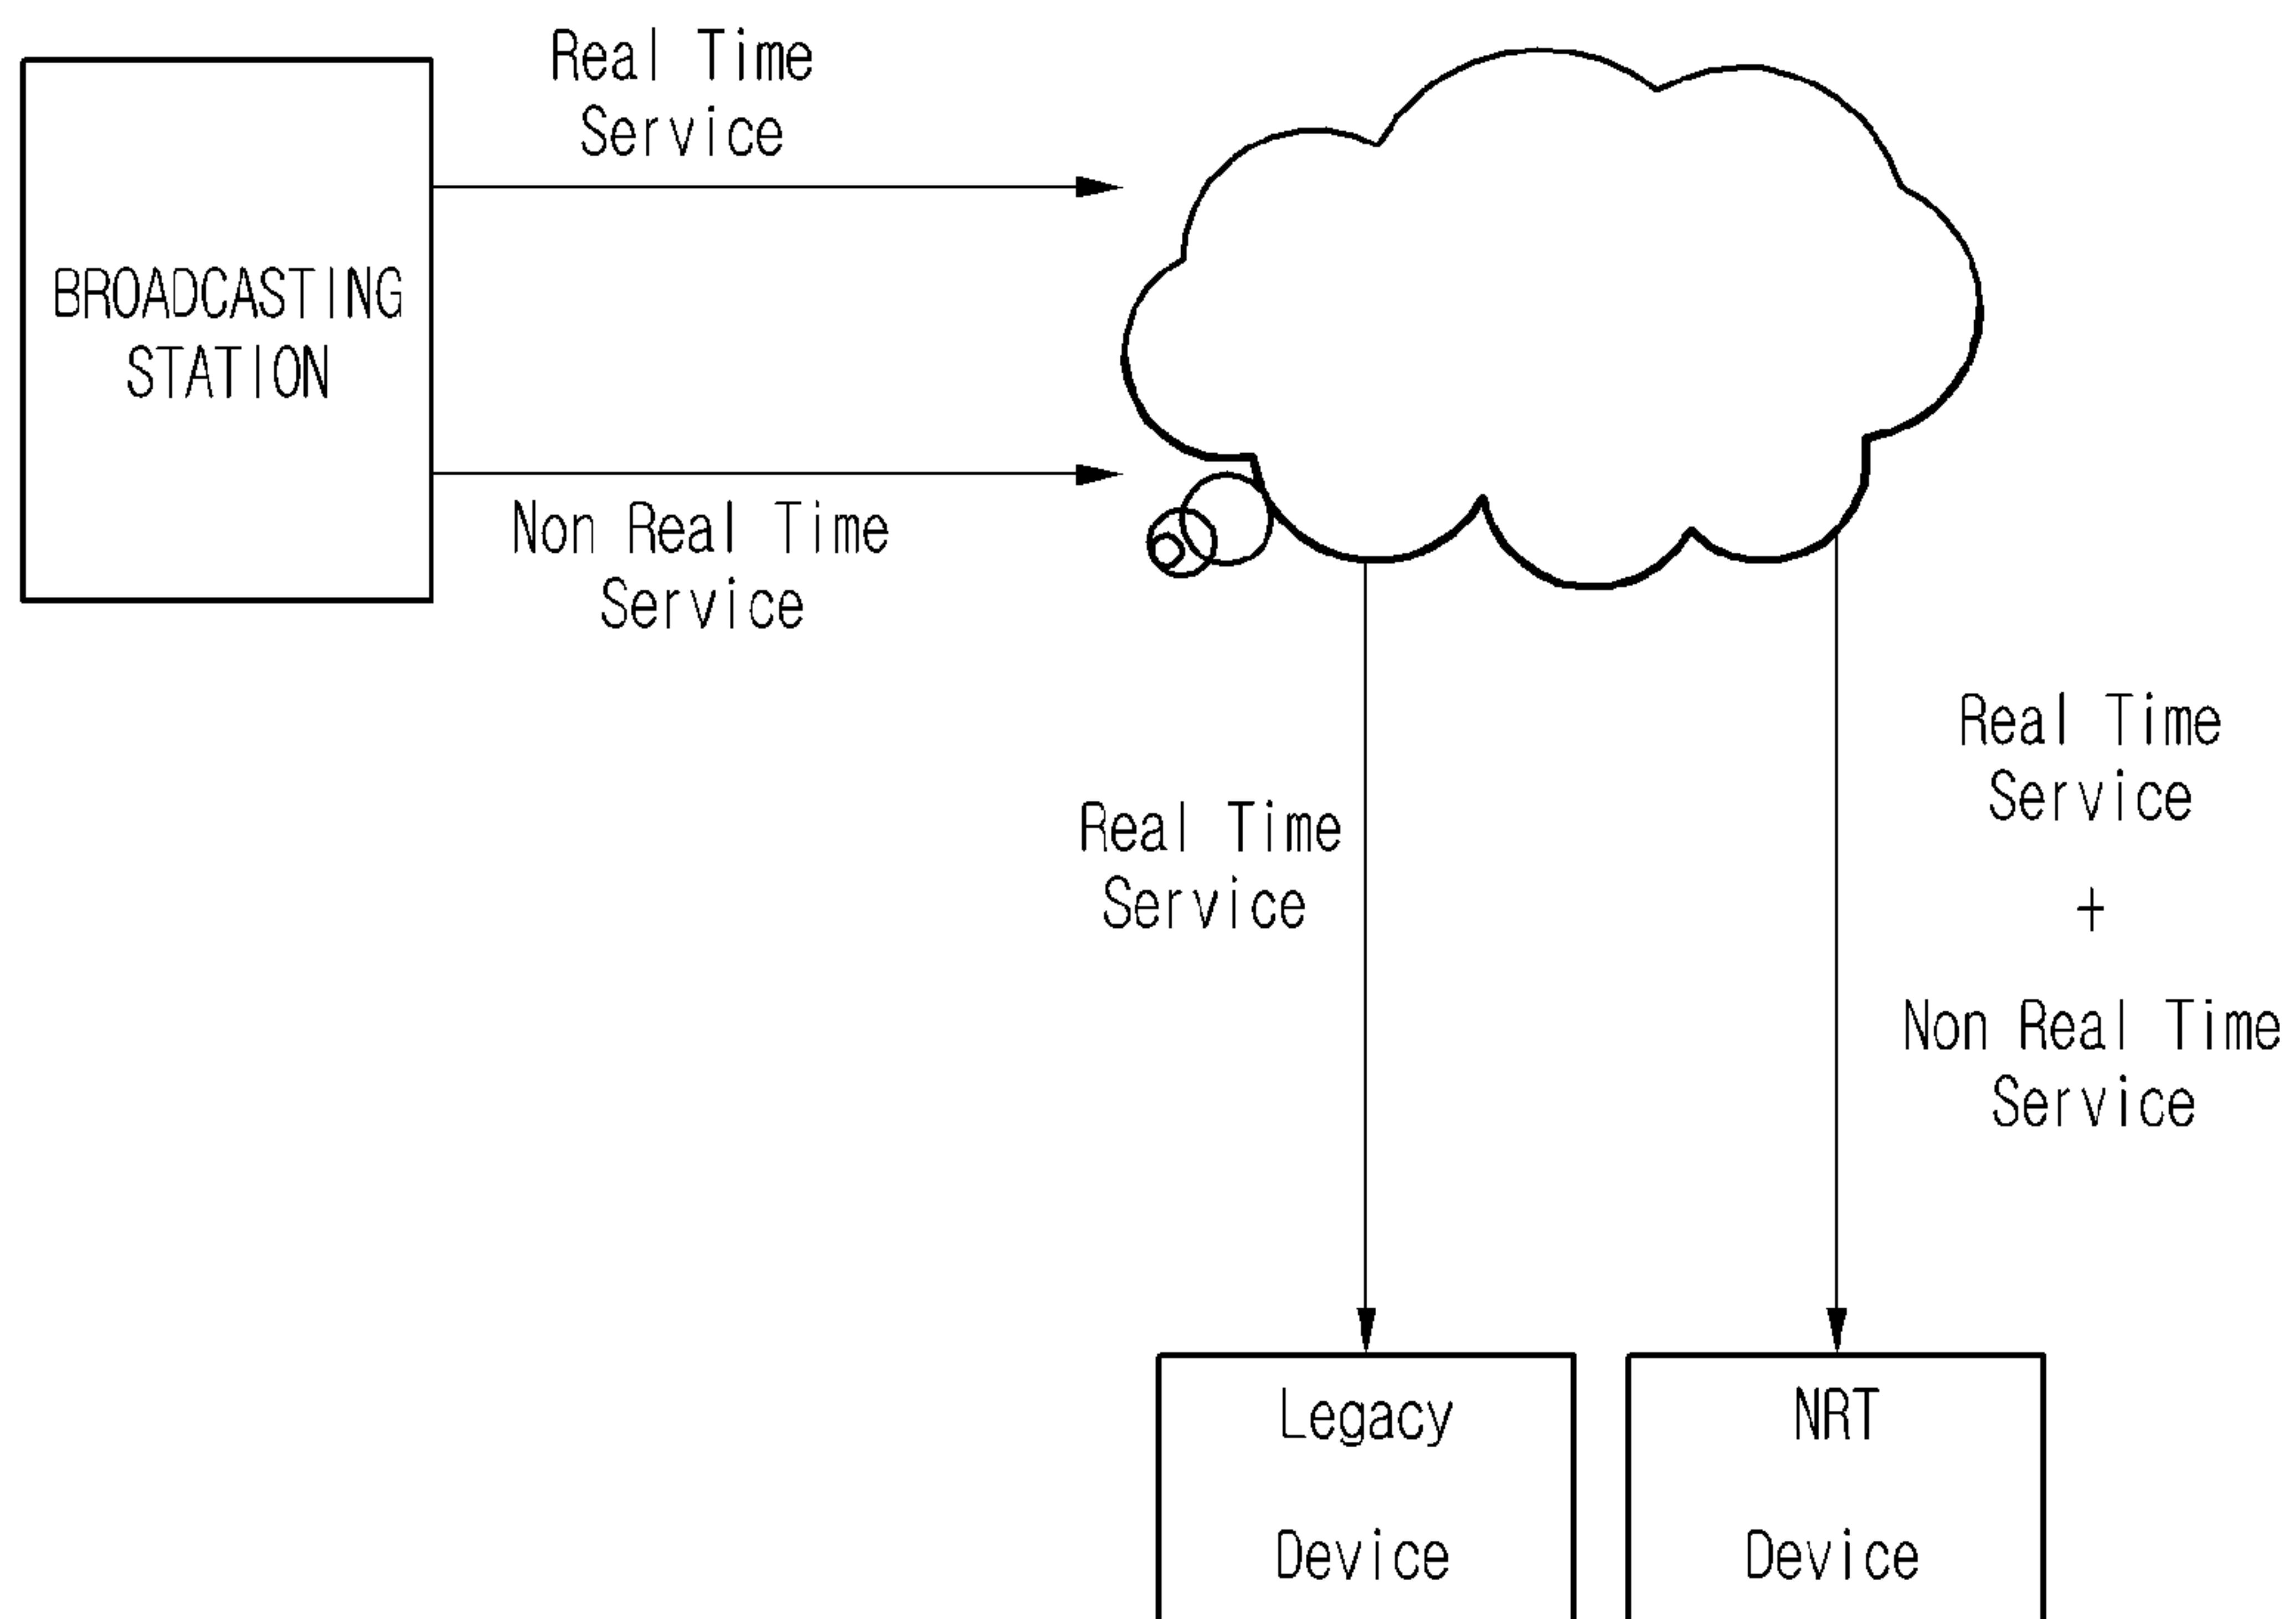 Real Time
Service
BROADCASTING
STATION
Non Real Time
Service
Real Time
Service
Real Time
Service
+
Non Real Time
Service
Legacy
Device
NRT
Device